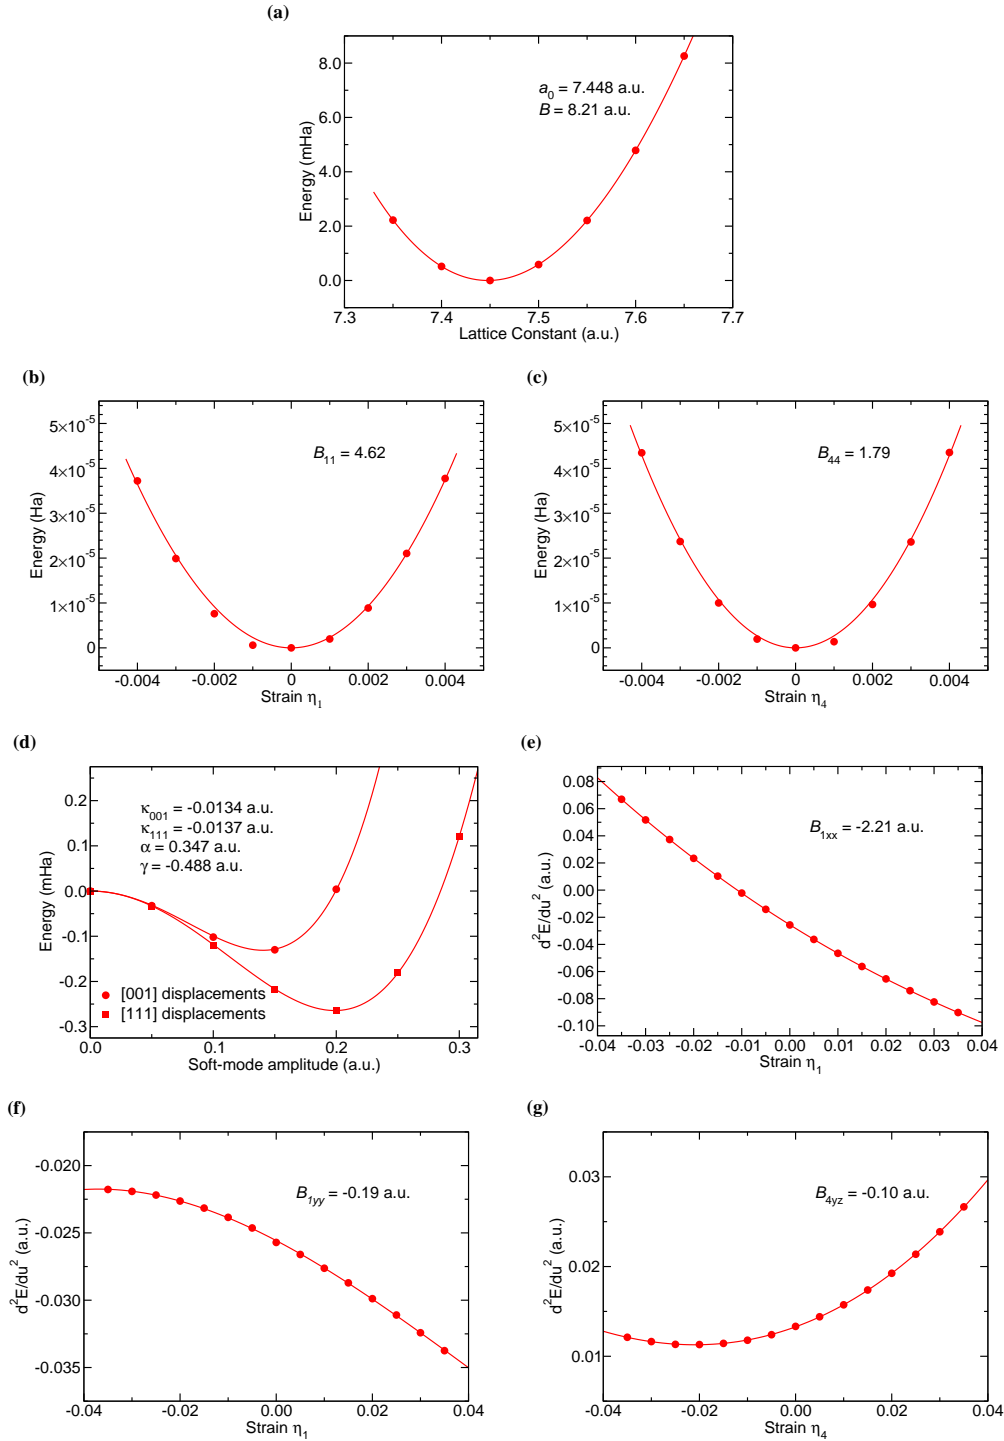 (a)
8.0
6.0
4.0
2.0
0.0
Energy (mHa)
a0 = 7.448 a.u.
B = 8.21 a.u.
7.3 7.4 7.5 7.6 7.7
Lattice Constant (a.u.)
(b)
5×10-5
4×10-5
3×10-5
2×10-5
1×10-5
0
Energy (Ha)
B11 = 4.62
-0.004 -0.002 0 0.002 0.004
Strain η1
(c)
5×10-5
4×10-5
3×10-5
2×10-5
1×10-5
0
Energy (Ha)
B44 = 1.79
-0.004 -0.002 0 0.002 0.004
Strain η4
(d)
0.2
0.1
0.0
-0.1
-0.2
-0.3
Energy (mHa)
κ001 = -0.0134 a.u.
κ111 = -0.0137 a.u.
α = 0.347 a.u.
γ = -0.488 a.u.
[001] displacements
[111] displacements
0.0 0.1 0.2 0.3
Soft-mode amplitude (a.u.)
(e)
0.08
0.06
0.04
0.02
0.00
-0.02
-0.04
-0.06
-0.08
-0.10
d2E/du2 (a.u.)
B1xx = -2.21 a.u.
-0.04 -0.03 -0.02 -0.01 0.00 0.01 0.02 0.03 0.04
Strain η1
(f)
-0.020
-0.025
-0.030
-0.035
d2E/du2 (a.u.)
B1yy = -0.19 a.u.
-0.04 -0.02 0.00 0.02 0.04
Strain η1
(g)
0.03
0.02
0.01
d2E/du2 (a.u.)
B4yz = -0.10 a.u.
-0.04 -0.02 0.00 0.02 0.04
Strain η4